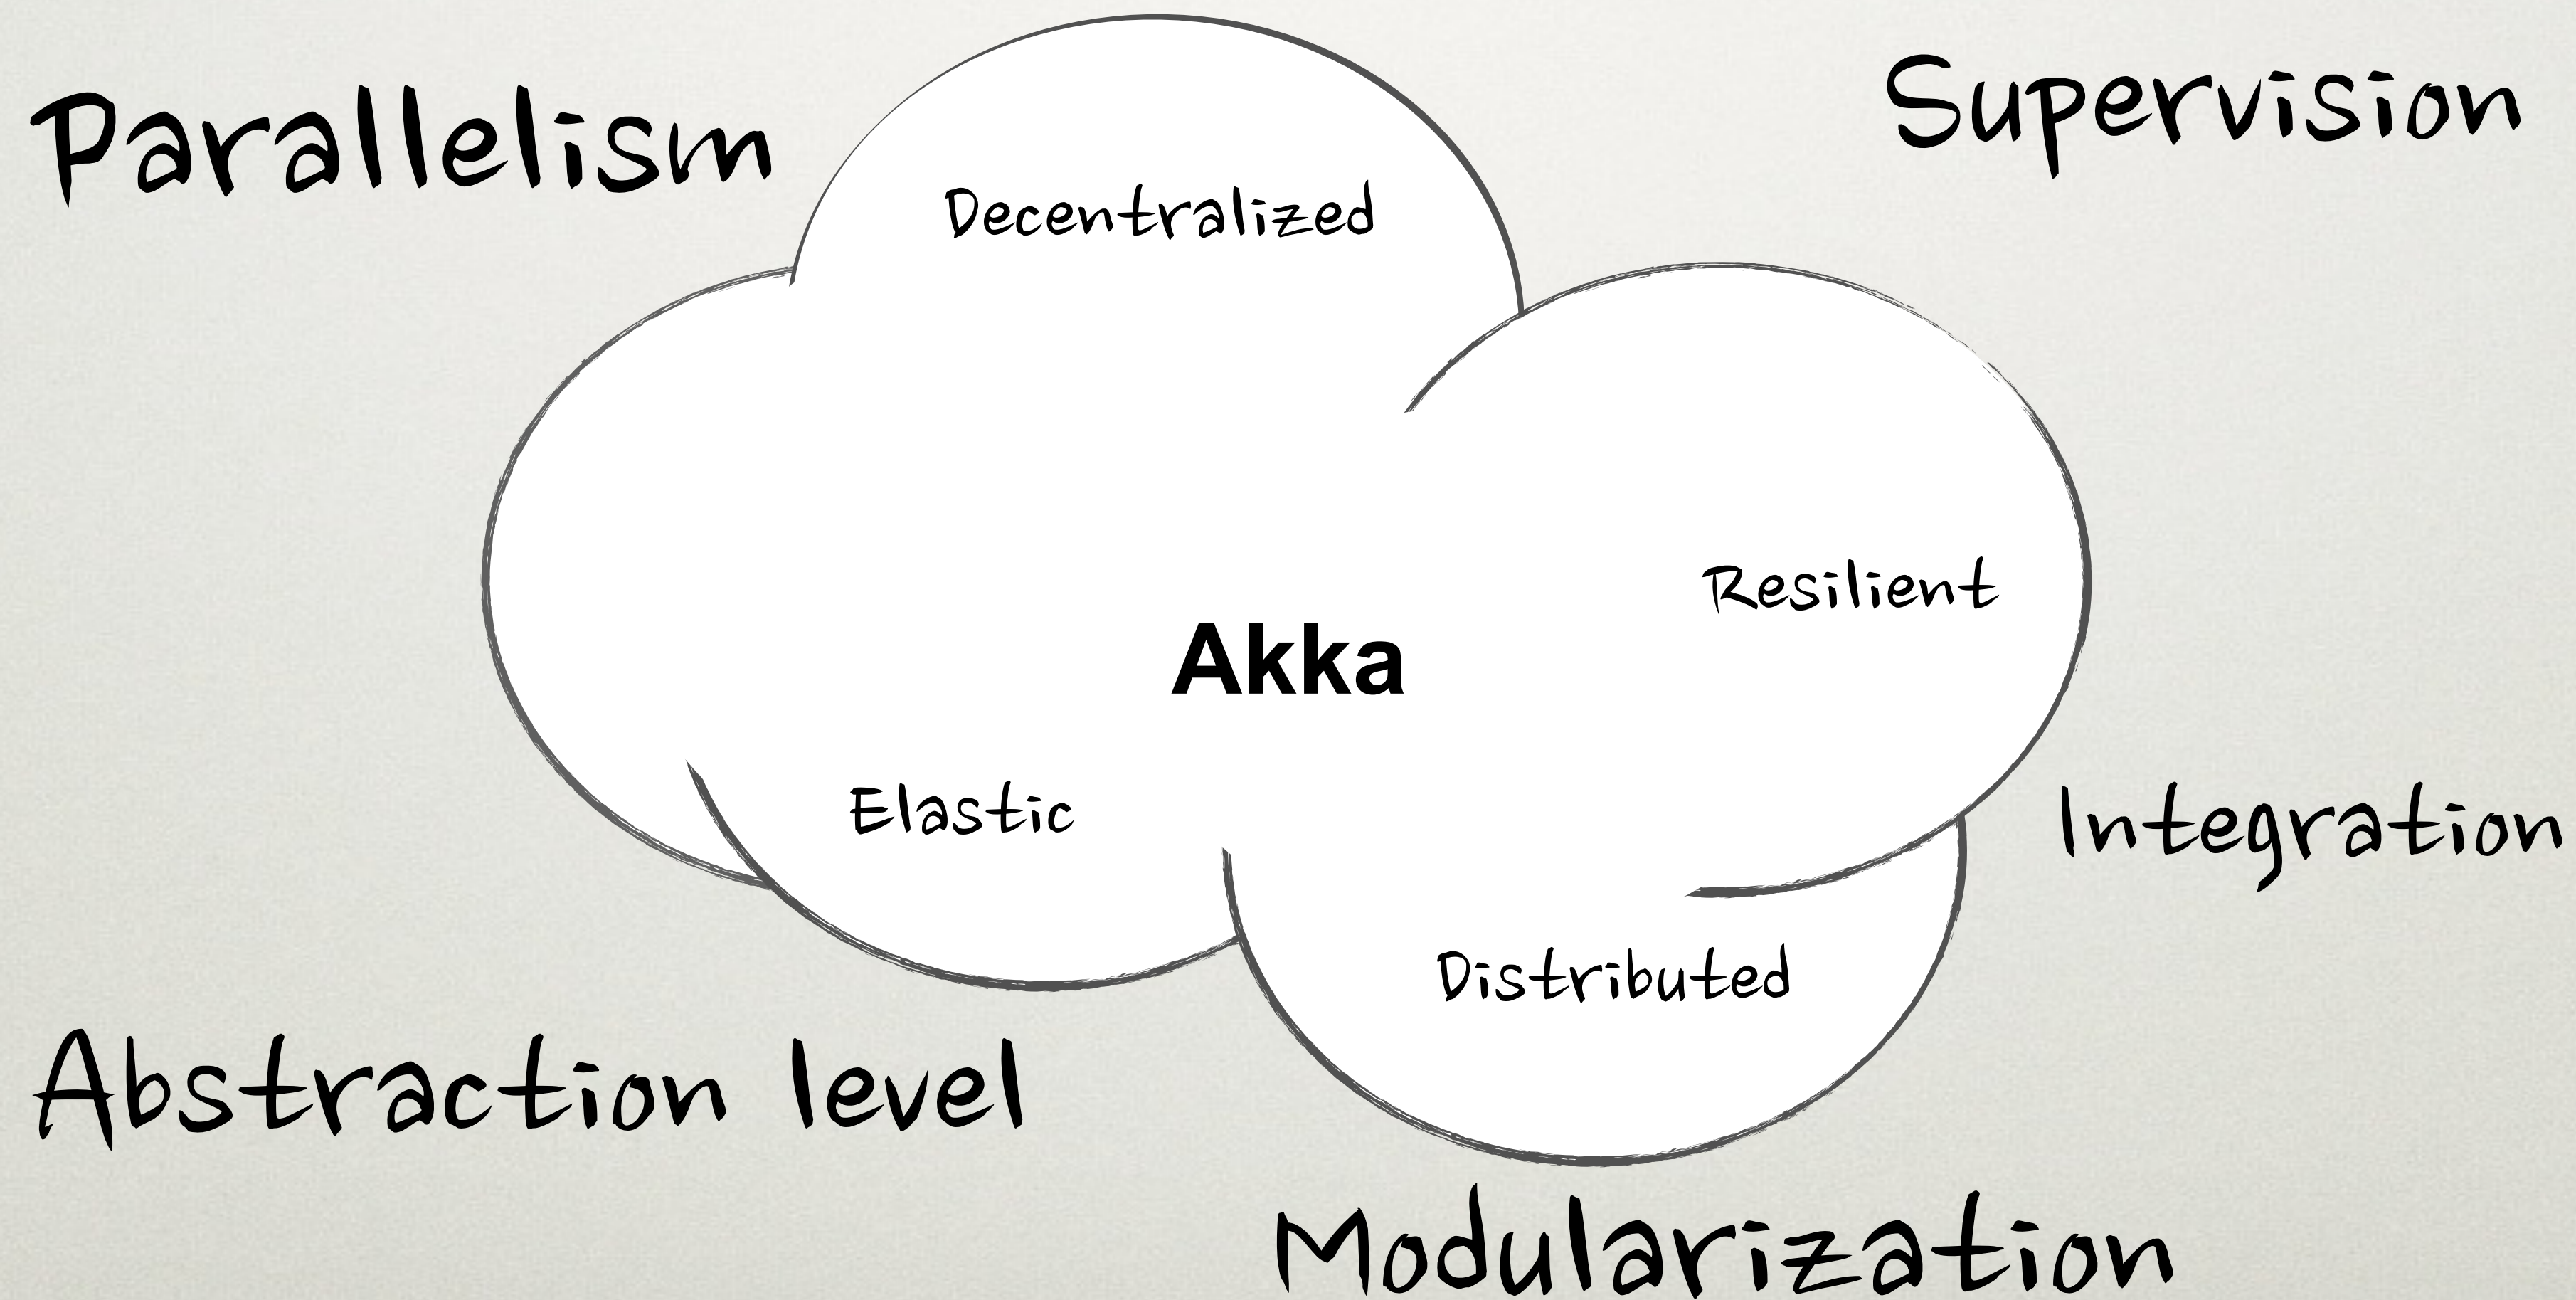 Parallelism
Supervision
Decentralized
Resilient
Akka
Elastic
Integration
Distributed
Abstraction level
Modularization